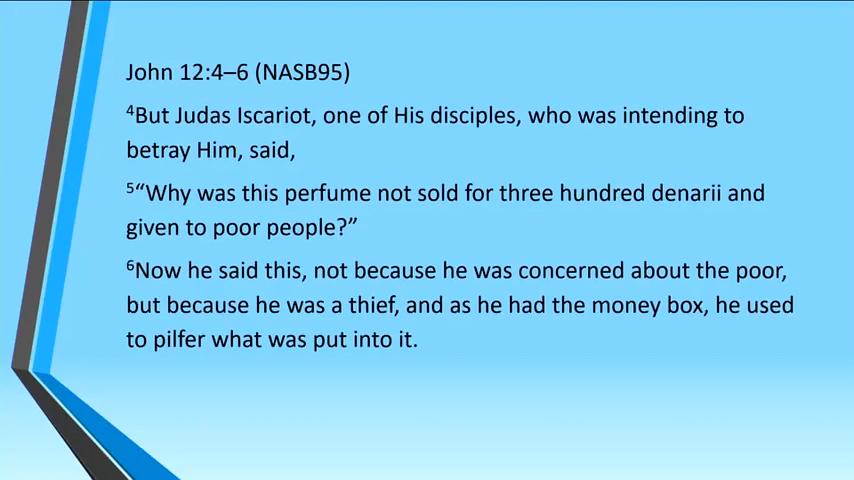 John 12:4–6 (NASB95)
⁴But Judas Iscariot, one of His disciples, who was intending to
betray Him, said,
⁵“Why was this perfume not sold for three hundred denarii and
given to poor people?”
⁶Now he said this, not because he was concerned about the poor,
but because he was a thief, and as he had the money box, he used
to pilfer what was put into it.